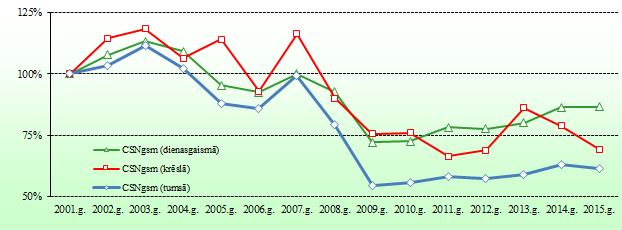 125%
100%
75%
50%
CSNgsm (dienasgaismā)
CSNgsm (krēslā)
CSNgsm (tumsā)
2001.g. 2002.g. 2003.g. 2004.g. 2005.g. 2006.g. 2007.g. 2008.g. 2009.g. 2010.g. 2011.g. 2012.g. 2013.g. 2014.g. 2015.g